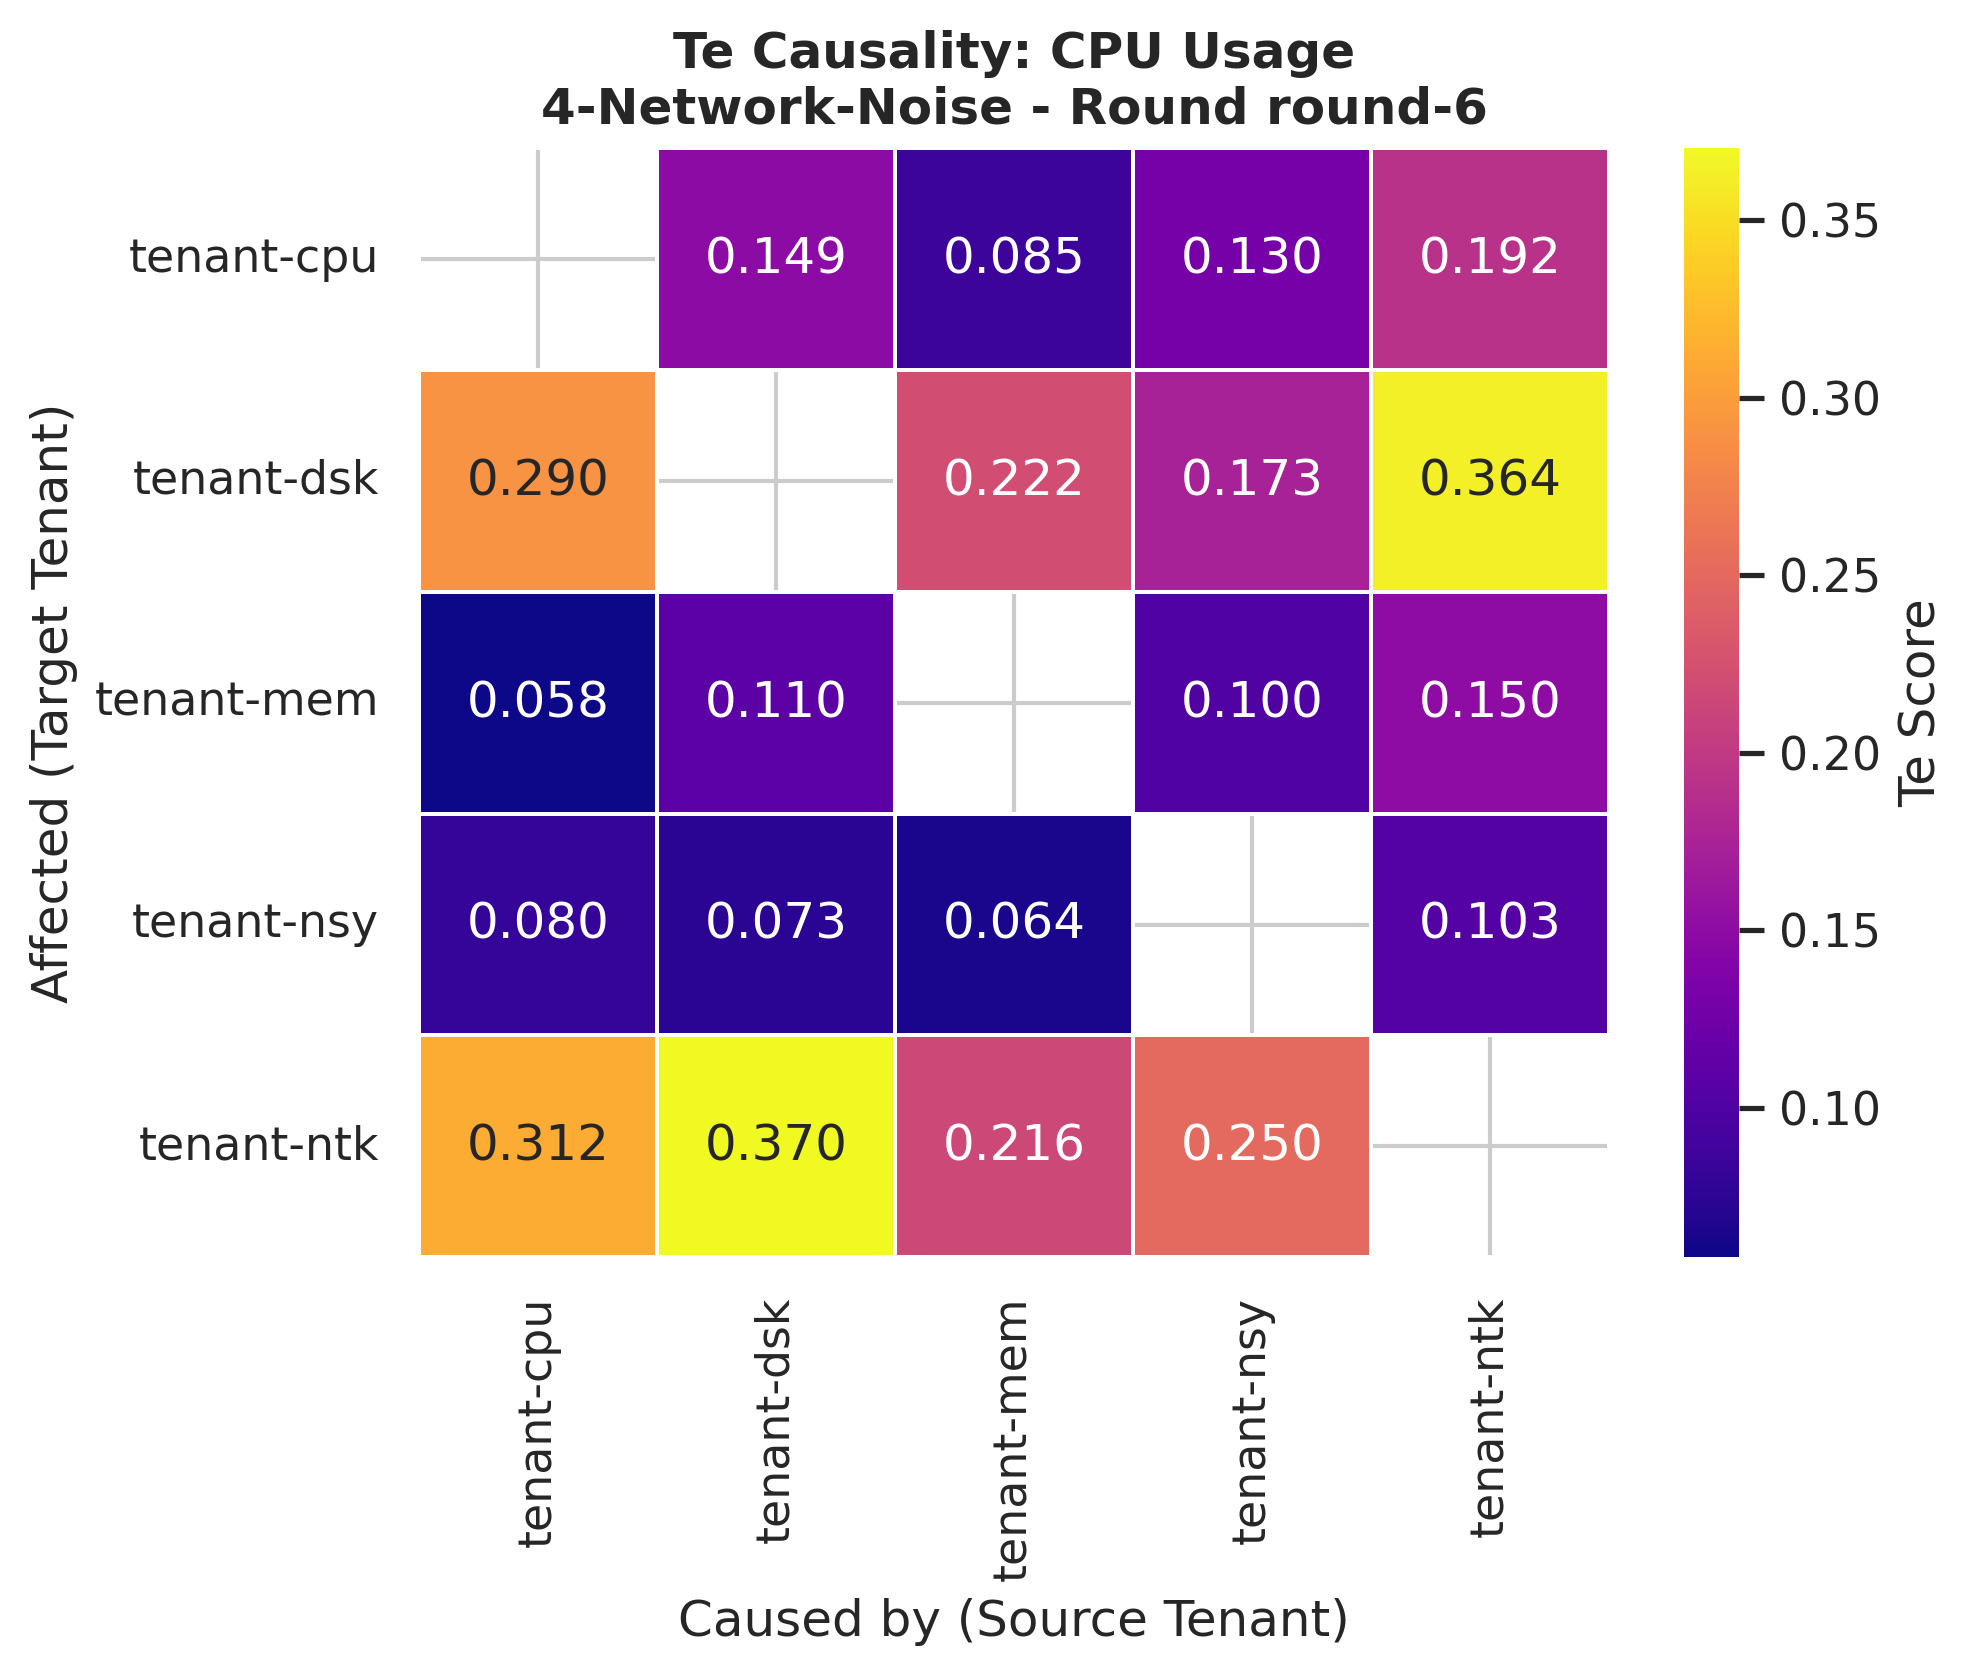 Te Causality: CPU Usage
4-Network-Noise - Round round-6
tenant-cpu 0.149 0.085 0.130 0.192
tenant-dsk 0.290 0.222 0.173 0.364
tenant-mem 0.058 0.110 0.100 0.150
tenant-nsy 0.080 0.073 0.064 0.103
tenant-ntk 0.312 0.370 0.216 0.250
Affected (Target Tenant)
tenant-cpu
tenant-dsk
tenant-mem
tenant-nsy
tenant-ntk
Caused by (Source Tenant)
0.35
0.30
0.25
0.20
0.15
0.10
Te Score